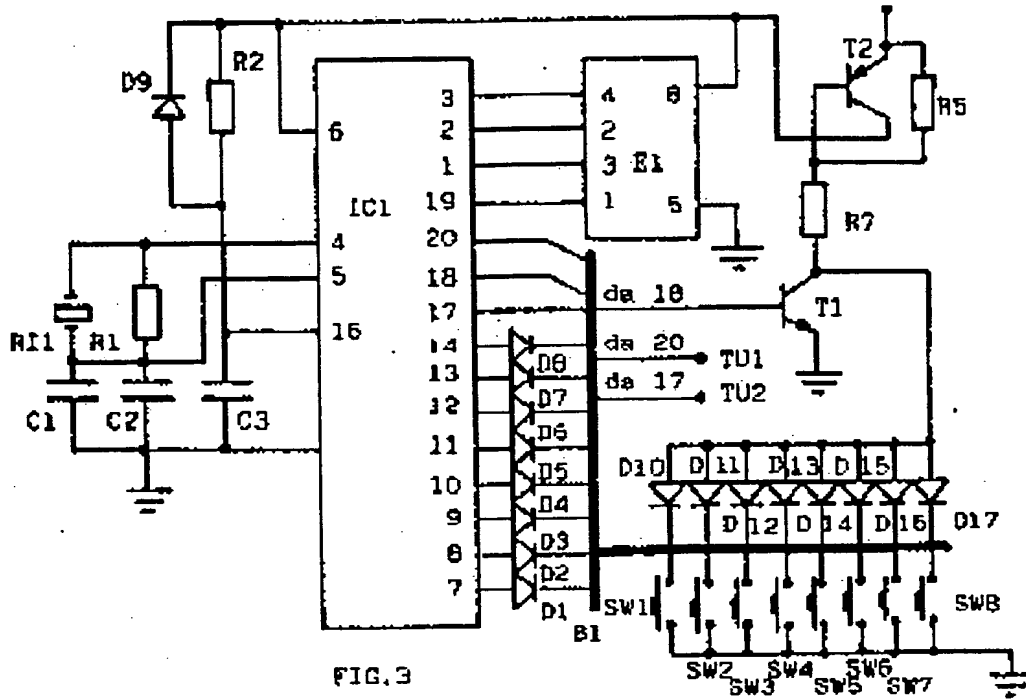 D9
R2
T2
R5
6
3
2
1
19
20
18
17
14
13
12
11
10
9
8
7
IC1
4
5
16
4
2
3
1
E1
8
5
R7
T1
da 18
da 20
da 17
TU1
TU2
RI1
R1
C1
C2
C3
D8
D7
D6
D5
D4
D3
D2
D1
B1
D10
D 11
D 13
D 15
D 12
D 14
D 16
D17
SW1
SW2
SW3
SW4
SW5
SW6
SW7
SW8
FIG.3